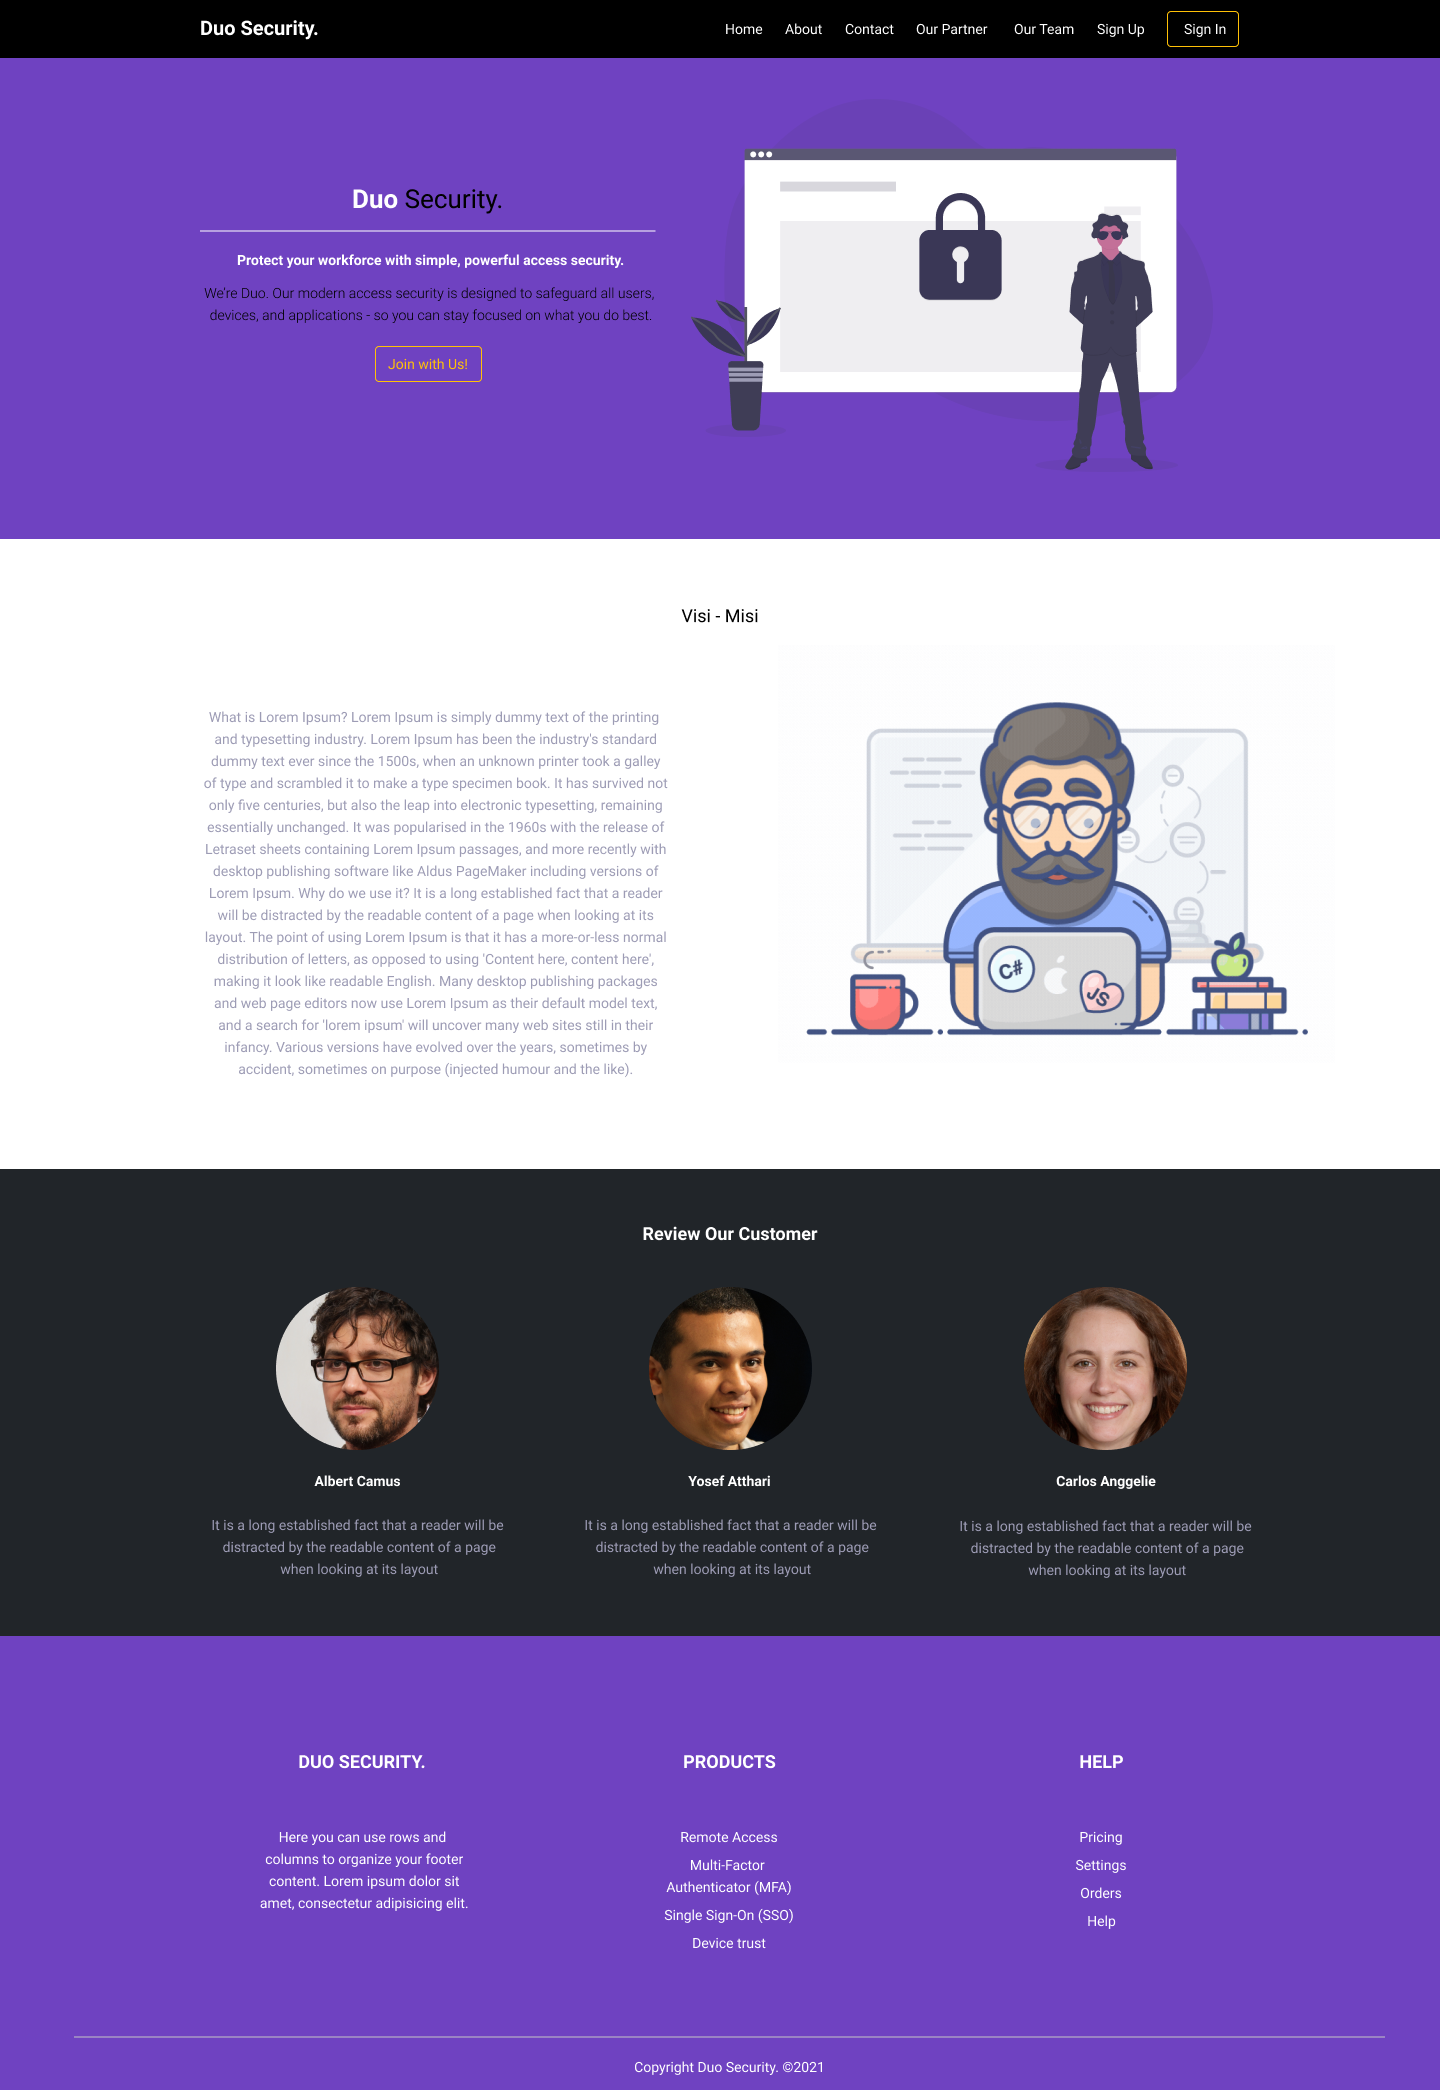 Duo Security.
Home About Contact Our Partner Our Team Sign Up Sign In
Duo Security.
Protect your workforce with simple, powerful access security.
We're Duo. Our modern access security is designed to safeguard all users,
devices, and applications - so you can stay focused on what you do best.
Join with Us!
Visi - Misi
What is Lorem Ipsum? Lorem Ipsum is simply dummy text of the printing
and typesetting industry. Lorem Ipsum has been the industry's standard
dummy text ever since the 1500s, when an unknown printer took a galley
of type and scrambled it to make a type specimen book. It has survived not
only five centuries, but also the leap into electronic typesetting, remaining
essentially unchanged. It was popularised in the 1960s with the release of
Letraset sheets containing Lorem Ipsum passages, and more recently with
desktop publishing software like Aldus PageMaker including versions of
Lorem Ipsum. Why do we use it? It is a long established fact that a reader
will be distracted by the readable content of a page when looking at its
layout. The point of using Lorem Ipsum is that it has a more-or-less normal
distribution of letters, as opposed to using 'Content here, content here',
making it look like readable English. Many desktop publishing packages
and web page editors now use Lorem Ipsum as their default model text,
and a search for 'lorem ipsum' will uncover many web sites still in their
infancy. Various versions have evolved over the years, sometimes by
accident, sometimes on purpose (injected humour and the like).
C#
JS
Review Our Customer
Albert Camus
It is a long established fact that a reader will be
distracted by the readable content of a page
when looking at its layout
Yosef Atthari
It is a long established fact that a reader will be
distracted by the readable content of a page
when looking at its layout
Carlos Anggelie
It is a long established fact that a reader will be
distracted by the readable content of a page
when looking at its layout
DUO SECURITY.
Here you can use rows and
columns to organize your footer
content. Lorem ipsum dolor sit
amet, consectetur adipisicing elit.
PRODUCTS
Remote Access
Multi-Factor
Authenticator (MFA)
Single Sign-On (SSO)
Device trust
HELP
Pricing
Settings
Orders
Help
Copyright Duo Security. ©2021